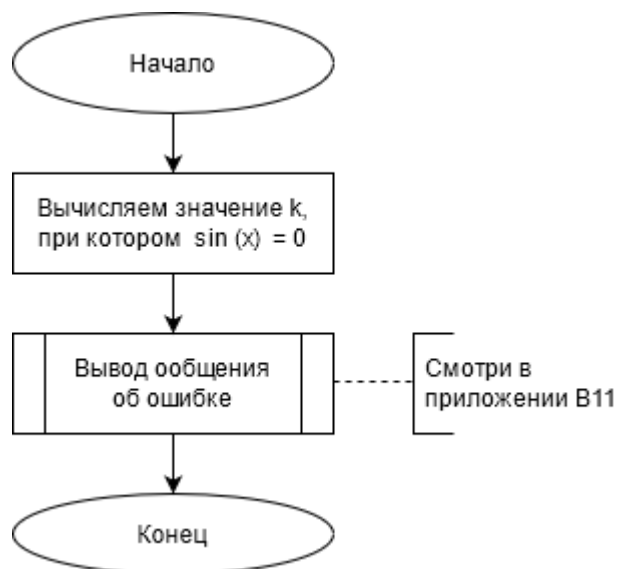 Начало
Вычисляем значение k,
при котором sin (x) = 0
Вывод ообщения
об ошибке
Смотри в
приложении В11
Конец